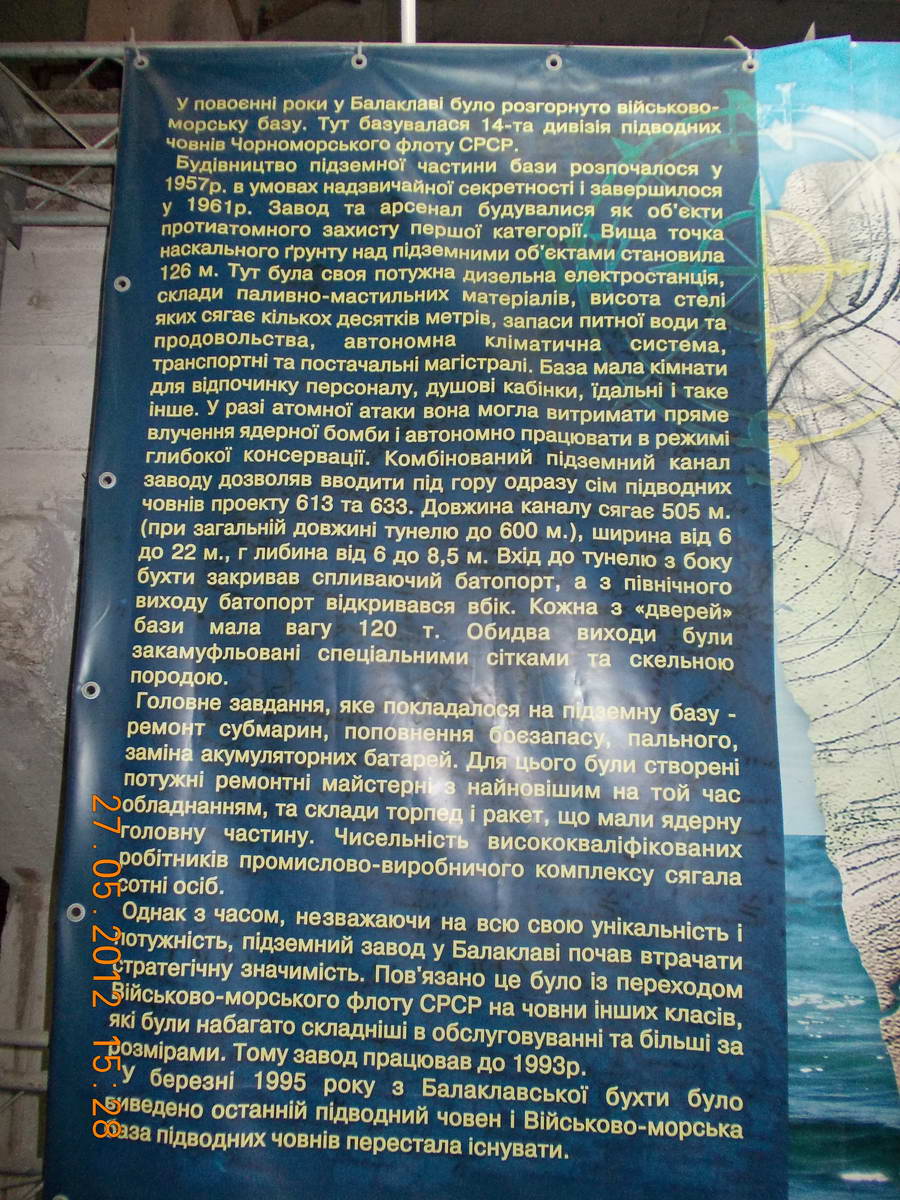 У повоєнні роки у Балаклаві було розгорнуто військово-
морську базу. Тут базувалася 14-та дивізія підводних
човнів Чорноморського флоту СРСР.
Будівництво підземної частини бази розпочалося у
1957р. в умовах надзвичайної секретності і завершилося
у 1961р. Завод та арсенал будувалися як об'єкти
протиатомного захисту першої категорії. Вища точка
наскального ґрунту над підземними об'єктами становила
126 м. Тут була своя потужна дизельна електростанція,
склади паливно-мастильних матеріалів, висота стелі
яких сягає кількох десятків метрів, запаси питної води та
продовольства, автономна кліматична система,
транспортні та постачальні магістралі. База мала кімнати
для відпочинку персоналу, душові кабінки, їдальні і таке
інше. У разі атомної атаки вона могла витримати пряме
влучення ядерної бомби і автономно працювати в режимі
глибокої консервації. Комбінований підземний канал
заводу дозволяв вводити під гору одразу сім підводних
човнів проекту 613 та 633. Довжина каналу сягає 505 м.
(при загальній довжині тунелю до 600 м.), ширина від 6
до 22 м., г либина від 6 до 8,5 м. Вхід до тунелю з боку
бухти закривав спливаючий батопорт, а з північного
виходу батопорт відкривався вбік. Кожна з «дверей»
бази мала вагу 120 т. Обидва виходи були
закамуфльовані спеціальними сітками та скельною
породою.
Головне завдання, яке покладалося на підземну базу -
ремонт субмарин, поповнення боєзапасу, пального,
заміна акумуляторних батарей. Для цього були створені
потужні ремонтні майстерні з найновішим на той час
обладнанням, та склади торпед і ракет, що мали ядерну
головну частину. Чисельність висококваліфікованих
робітників промислово-виробничого комплексу сягала
сотні осіб.
Однак з часом, незважаючи на всю свою унікальність і
потужність, підземний завод у Балаклаві почав втрачати
стратегічну значимість. Пов'язано це було із переходом
Військово-морського флоту СРСР на човни інших класів,
які були набагато складніші в обслуговуванні та більші за
розмірами. Тому завод працював до 1993р.
У березні 1995 року з Балаклавської бухти було
виведено останній підводний човен і Військово-морська
база підводних човнів перестала існувати.
27.05.2012 15:28